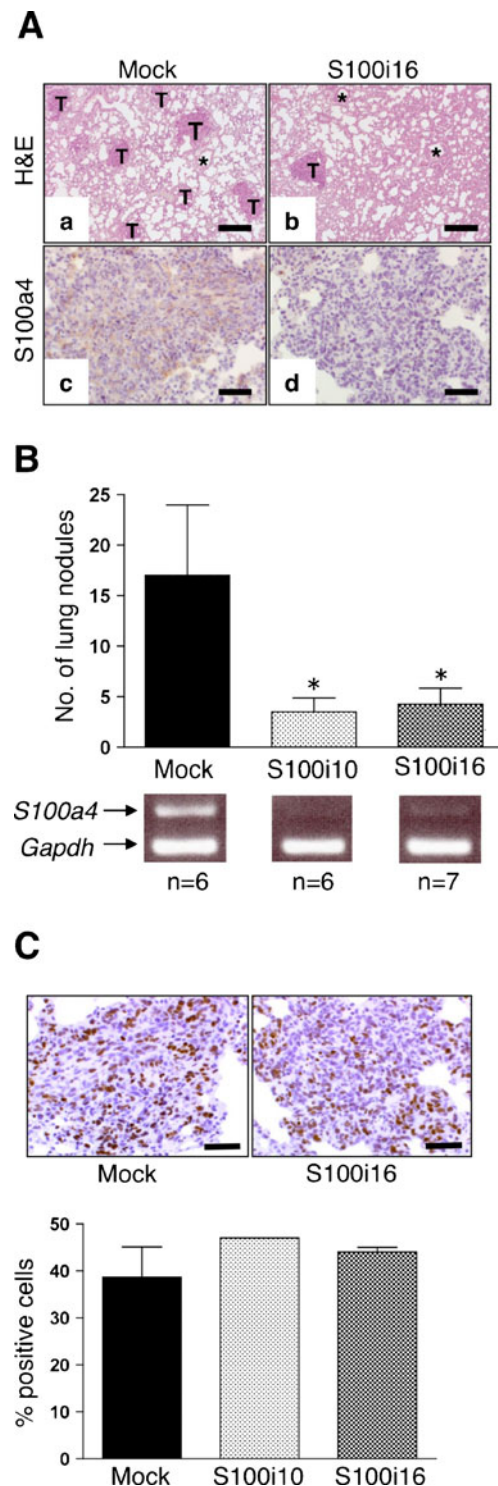 A
Mock S100i16
H&E
T T T T T T T *
a
* * T
b
S100a4
c
d
B
No. of lung nodules
25
20
15
10
5
0
* *
Mock S100i10 S100i16
S100a4
Gapdh
n=6 n=6 n=7
C
Mock S100i16
% positive cells
50
40
30
20
10
0
Mock S100i10 S100i16